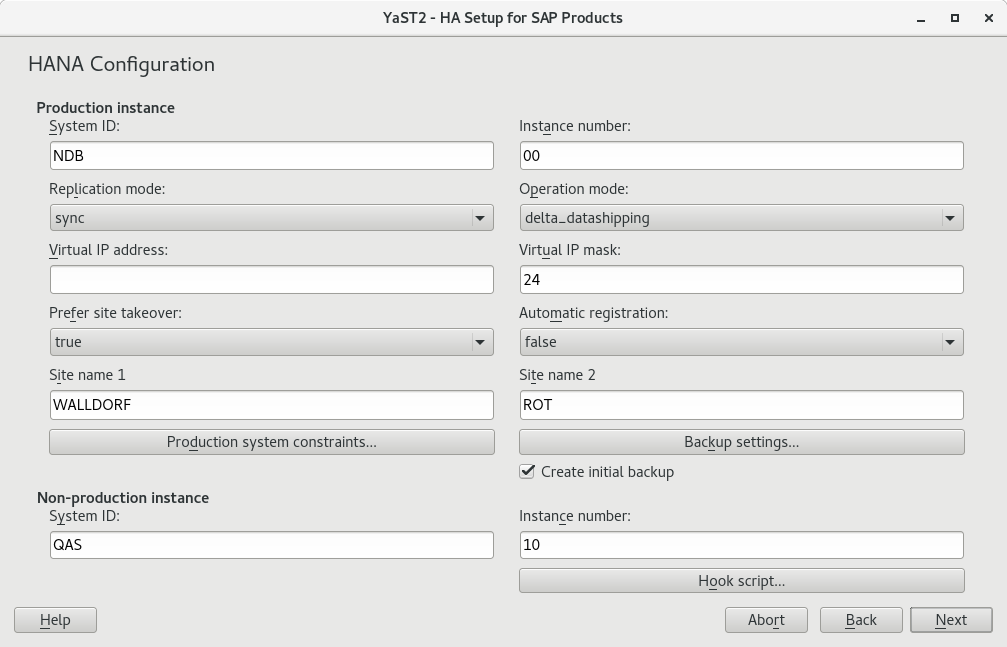 YaST2 - HA Setup for SAP Products
HANA Configuration
Production instance
System ID:
Instance number:
NDB
00
Replication mode:
Operation mode:
sync
delta_datashipping
Virtual IP address:
Virtual IP mask:
24
Prefer site takeover:
Automatic registration:
true
false
Site name 1
Site name 2
WALLDORF
ROT
Production system constraints...
Backup settings...
Create initial backup
Non-production instance
System ID:
Instance number:
QAS
10
Hook script...
Help
Abort
Back
Next